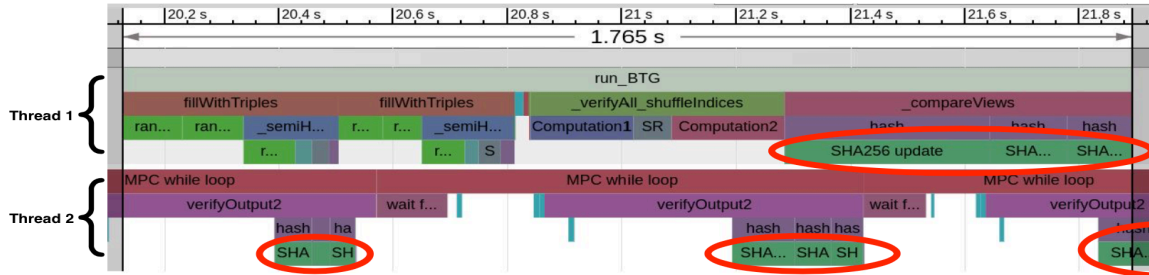 20.2 s 20.4 s 20.6 s 20.8 s 21 s 21.2 s 21.4 s 21.6 s 21.8 s
1.765 s
run_BTG
Thread 1
fillWithTriples fillWithTriples _verifyAll_shuffleIndices _compareViews
ran... ran... _semiH... r... r... _semiH... Computation1 SR Computation2 hash hash hash
r... r... S SHA256 update SHA... SHA...
MPC while loop MPC while loop MPC while loop
Thread 2
verifyOutput2 wait f... verifyOutput2 wait f... verifyOutput2
hash ha hash hash has hash
SHA SH SHA... SHA SH SHA...